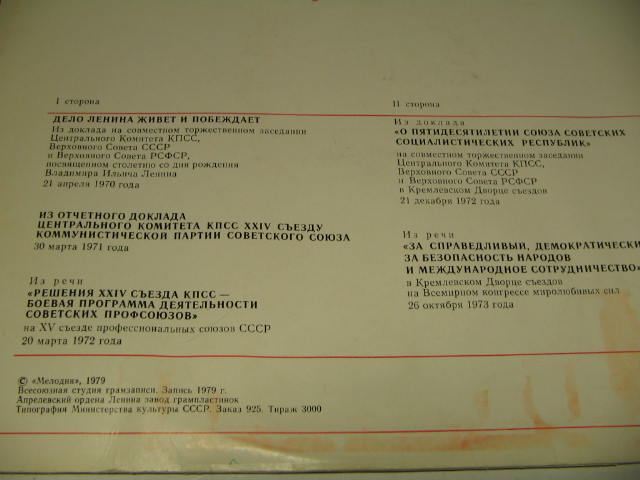 I сторона
ДЕЛО ЛЕНИНА ЖИВЕТ И ПОБЕЖДАЕТ
Из доклада на совместном торжественном заседании
Центрального Комитета КПСС,
Верховного Совета СССР
и Верховного Совета РСФСР,
посвященном столетию со дня рождения
Владимира Ильича Ленина
21 апреля 1970 года
ИЗ ОТЧЕТНОГО ДОКЛАДА
ЦЕНТРАЛЬНОГО КОМИТЕТА КПСС XXIV СЪЕЗДУ
КОММУНИСТИЧЕСКОЙ ПАРТИИ СОВЕТСКОГО СОЮЗА
30 марта 1971 года
Из речи
«РЕШЕНИЯ XXIV СЪЕЗДА КПСС —
БОЕВАЯ ПРОГРАММА ДЕЯТЕЛЬНОСТИ
СОВЕТСКИХ ПРОФСОЮЗОВ»
на XV съезде профессиональных союзов СССР
20 марта 1972 года
II сторона
Из доклада
«О ПЯТИДЕСЯТИЛЕТИИ СОЮЗА СОВЕТСКИХ
СОЦИАЛИСТИЧЕСКИХ РЕСПУБЛИК»
на совместном торжественном заседании
Центрального Комитета КПСС,
Верховного Совета СССР
и Верховного Совета РСФСР
в Кремлевском Дворце съездов
21 декабря 1972 года
Из речи
«ЗА СПРАВЕДЛИВЫЙ, ДЕМОКРАТИЧЕСКИ
ЗА БЕЗОПАСНОСТЬ НАРОДОВ
И МЕЖДУНАРОДНОЕ СОТРУДНИЧЕСТВО»
в Кремлевском Дворце съездов
на Всемирном конгрессе миролюбивых сил
26 октября 1973 года
© «Мелодия», 1979
Всесоюзная студия грамзаписи. Запись 1979 г.
Апрелевский ордена Ленина завод грампластинок
Типография Министерства культуры СССР. Заказ 925. Тираж 3000